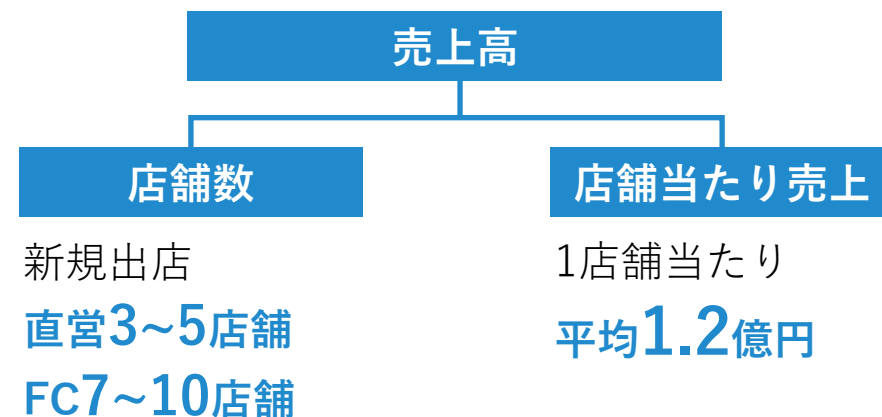 売上高
店舗数
新規出店
直営3~5店舗
FC7~10店舗
店舗当たり売上
1店舗当たり
平均1.2億円